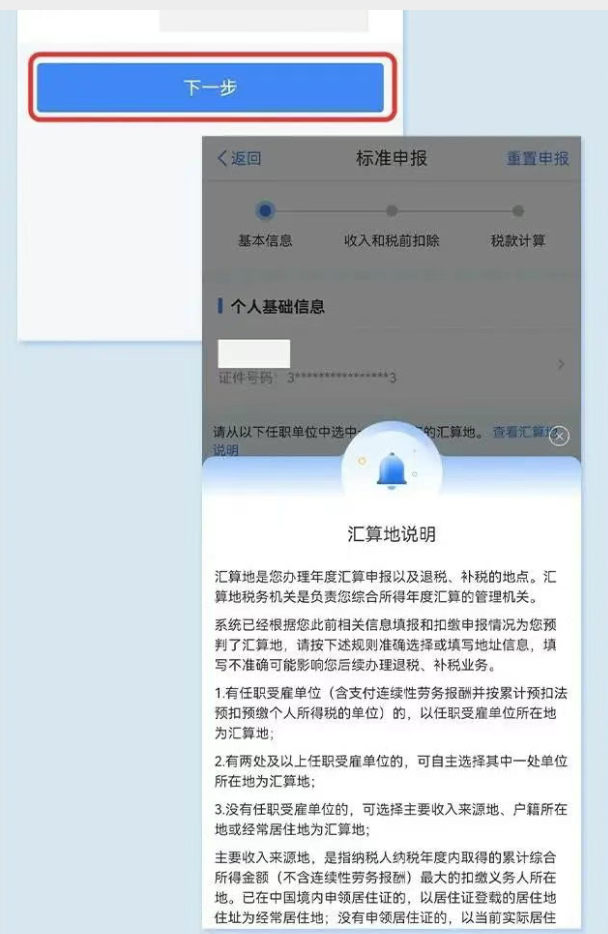 下一步
返回
标准申报
重置申报
基本信息
收入和税前扣除
税款计算
个人基础信息
证件号码：3****************3
请从以下任职单位中选中一
的汇算地。 查看汇算地
说明
汇算地说明
汇算地是您办理年度汇算申报以及退税、补税的地点。汇
算地税务机关是负责您综合所得年度汇算的管理机关。
系统已经根据您此前相关信息填报和扣缴申报情况为您预
判了汇算地，请按下述规则准确选择或填写地址信息，填
写不准确可能影响您后续办理退税、补税业务。
1.有任职受雇单位（含支付连续性劳务报酬并按累计预扣法
预扣预缴个人所得税的单位）的，以任职受雇单位所在地
为汇算地；
2.有两处及以上任职受雇单位的，可自主选择其中一处单位
所在地为汇算地；
3.没有任职受雇单位的，可选择主要收入来源地、户籍所在
地或经常居住地为汇算地；
主要收入来源地，是指纳税人纳税年度内取得的累计综合
所得金额（不含连续性劳务报酬）最大的扣缴义务人所在
地。已在中国境内申领居住证的，以居住证登载的居住地
住址为经常居住地；没有申领居住证的，以当前实际居住